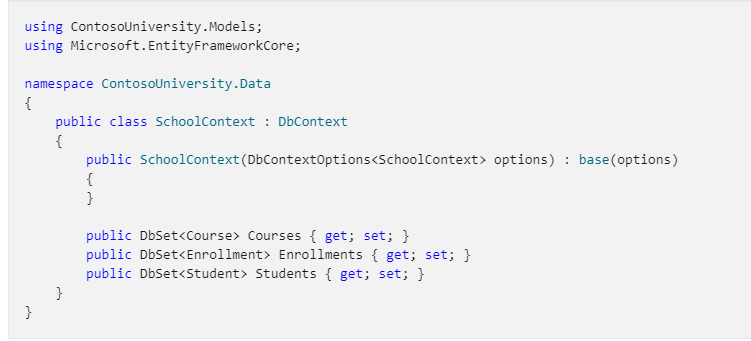 using ContosoUniversity.Models;
using Microsoft.EntityFrameworkCore;

namespace ContosoUniversity.Data
{
    public class SchoolContext : DbContext
    {
        public SchoolContext(DbContextOptions<SchoolContext> options) : base(options)
        {
        }

        public DbSet<Course> Courses { get; set; }
        public DbSet<Enrollment> Enrollments { get; set; }
        public DbSet<Student> Students { get; set; }
    }
}